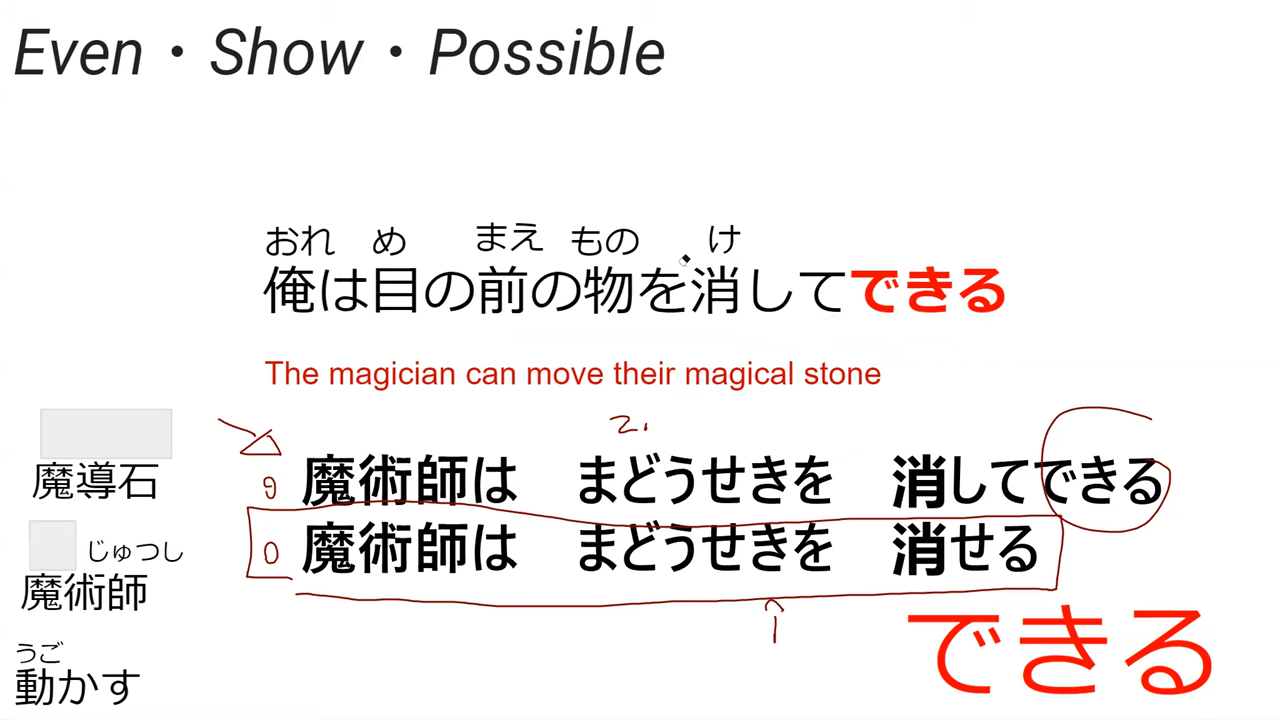 Even・Show・Possible
おれ め まえ もの け
俺は目の前の物を消してできる
The magician can move their magical stone
2.
魔導石
9 魔術師は まどうせきを 消してできる
0 魔術師は まどうせきを 消せる
じゅつし
魔術師
1
できる
うご
動かす